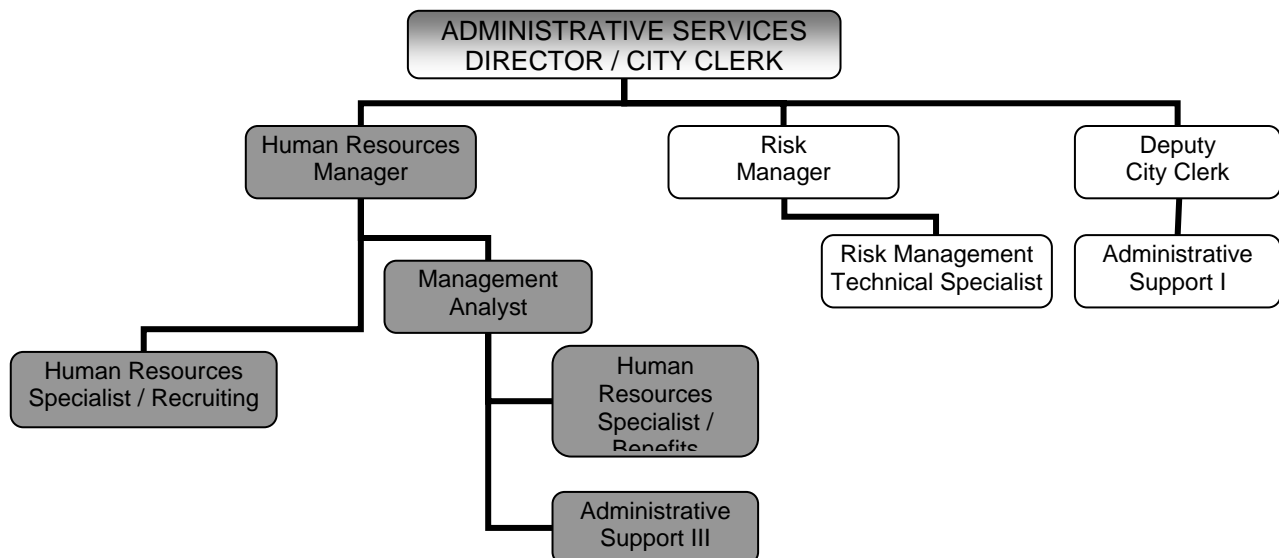 ADMINISTRATIVE SERVICES
DIRECTOR / CITY CLERK
Human Resources
Manager
Risk
Manager
Deputy
City Clerk
Management
Analyst
Risk Management
Technical Specialist
Administrative
Support I
Human Resources
Specialist / Recruiting
Human
Resources
Specialist /
Benefits
Administrative
Support III